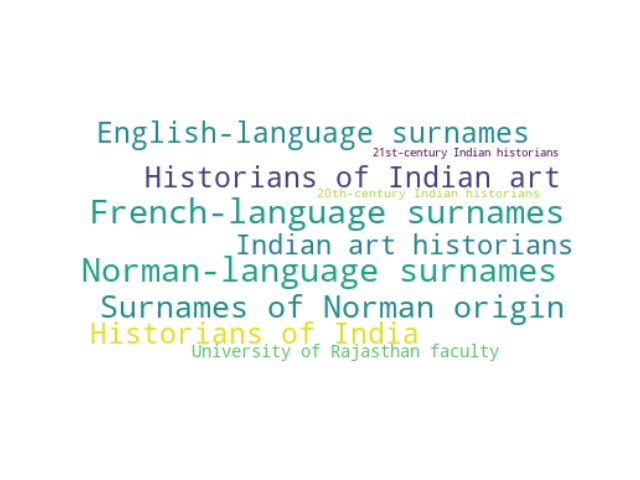 English-language surnames
21st-century Indian historians
Historians of Indian art
20th-century Indian historians
French-language surnames
Indian art historians
Norman-language surnames
Surnames of Norman origin
Historians of India
University of Rajasthan faculty